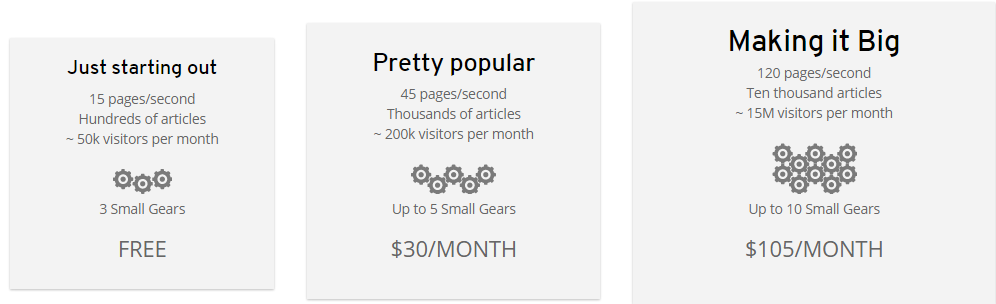 Just starting out
15 pages/second
Hundreds of articles
~ 50k visitors per month
3 Small Gears
FREE
Pretty popular
45 pages/second
Thousands of articles
~ 200k visitors per month
Up to 5 Small Gears
$30/MONTH
Making it Big
120 pages/second
Ten thousand articles
~ 15M visitors per month
Up to 10 Small Gears
$105/MONTH